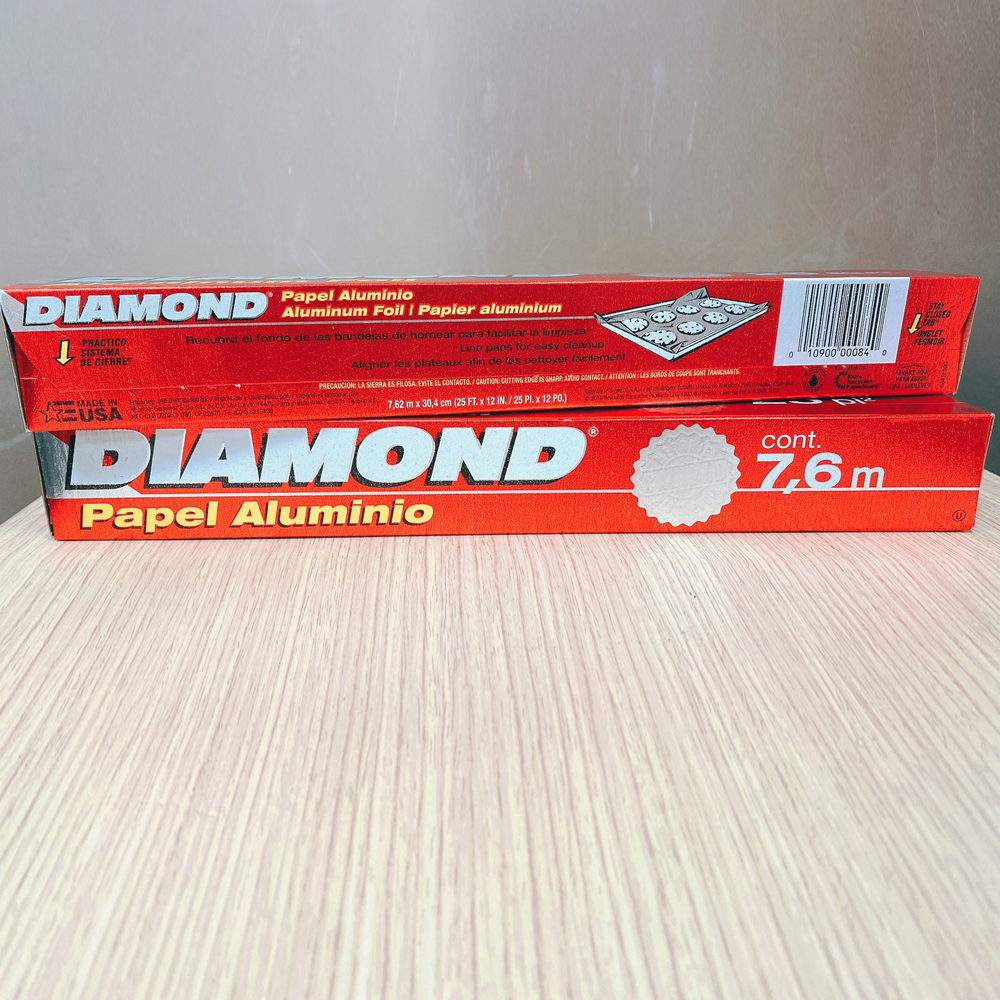 DIAMOND®
Papel Aluminio
Aluminum Foil | Papier aluminium
PRÁCTICO
SISTEMA
DE CIERRE
Recubra el fondo de las bandejas de hornear para facilitar la limpieza
Line pans for easy cleanup
Aligner les plateaux afin de les nettoyer facilement
PRECAUCION: LA SIERRA ES FILOSA. EVITE EL CONTACTO. / CAUTION: CUTTING EDGE IS SHARP. AVOID CONTACT. / ATTENTION : LES BORDS DE COUPE SONT TRANCHANTS.
MADE IN
USA
7,62 m x 30,4 cm (25 FT. x 12 IN. / 25 PI. x 12 PO.)
0 10900 00084 0
STAY
CLOSED
TAB
ONGLET
FERMOIR
100%
Recycled
Paperboard
DIAMOND®
Papel Aluminio
cont.
7,6 m
U